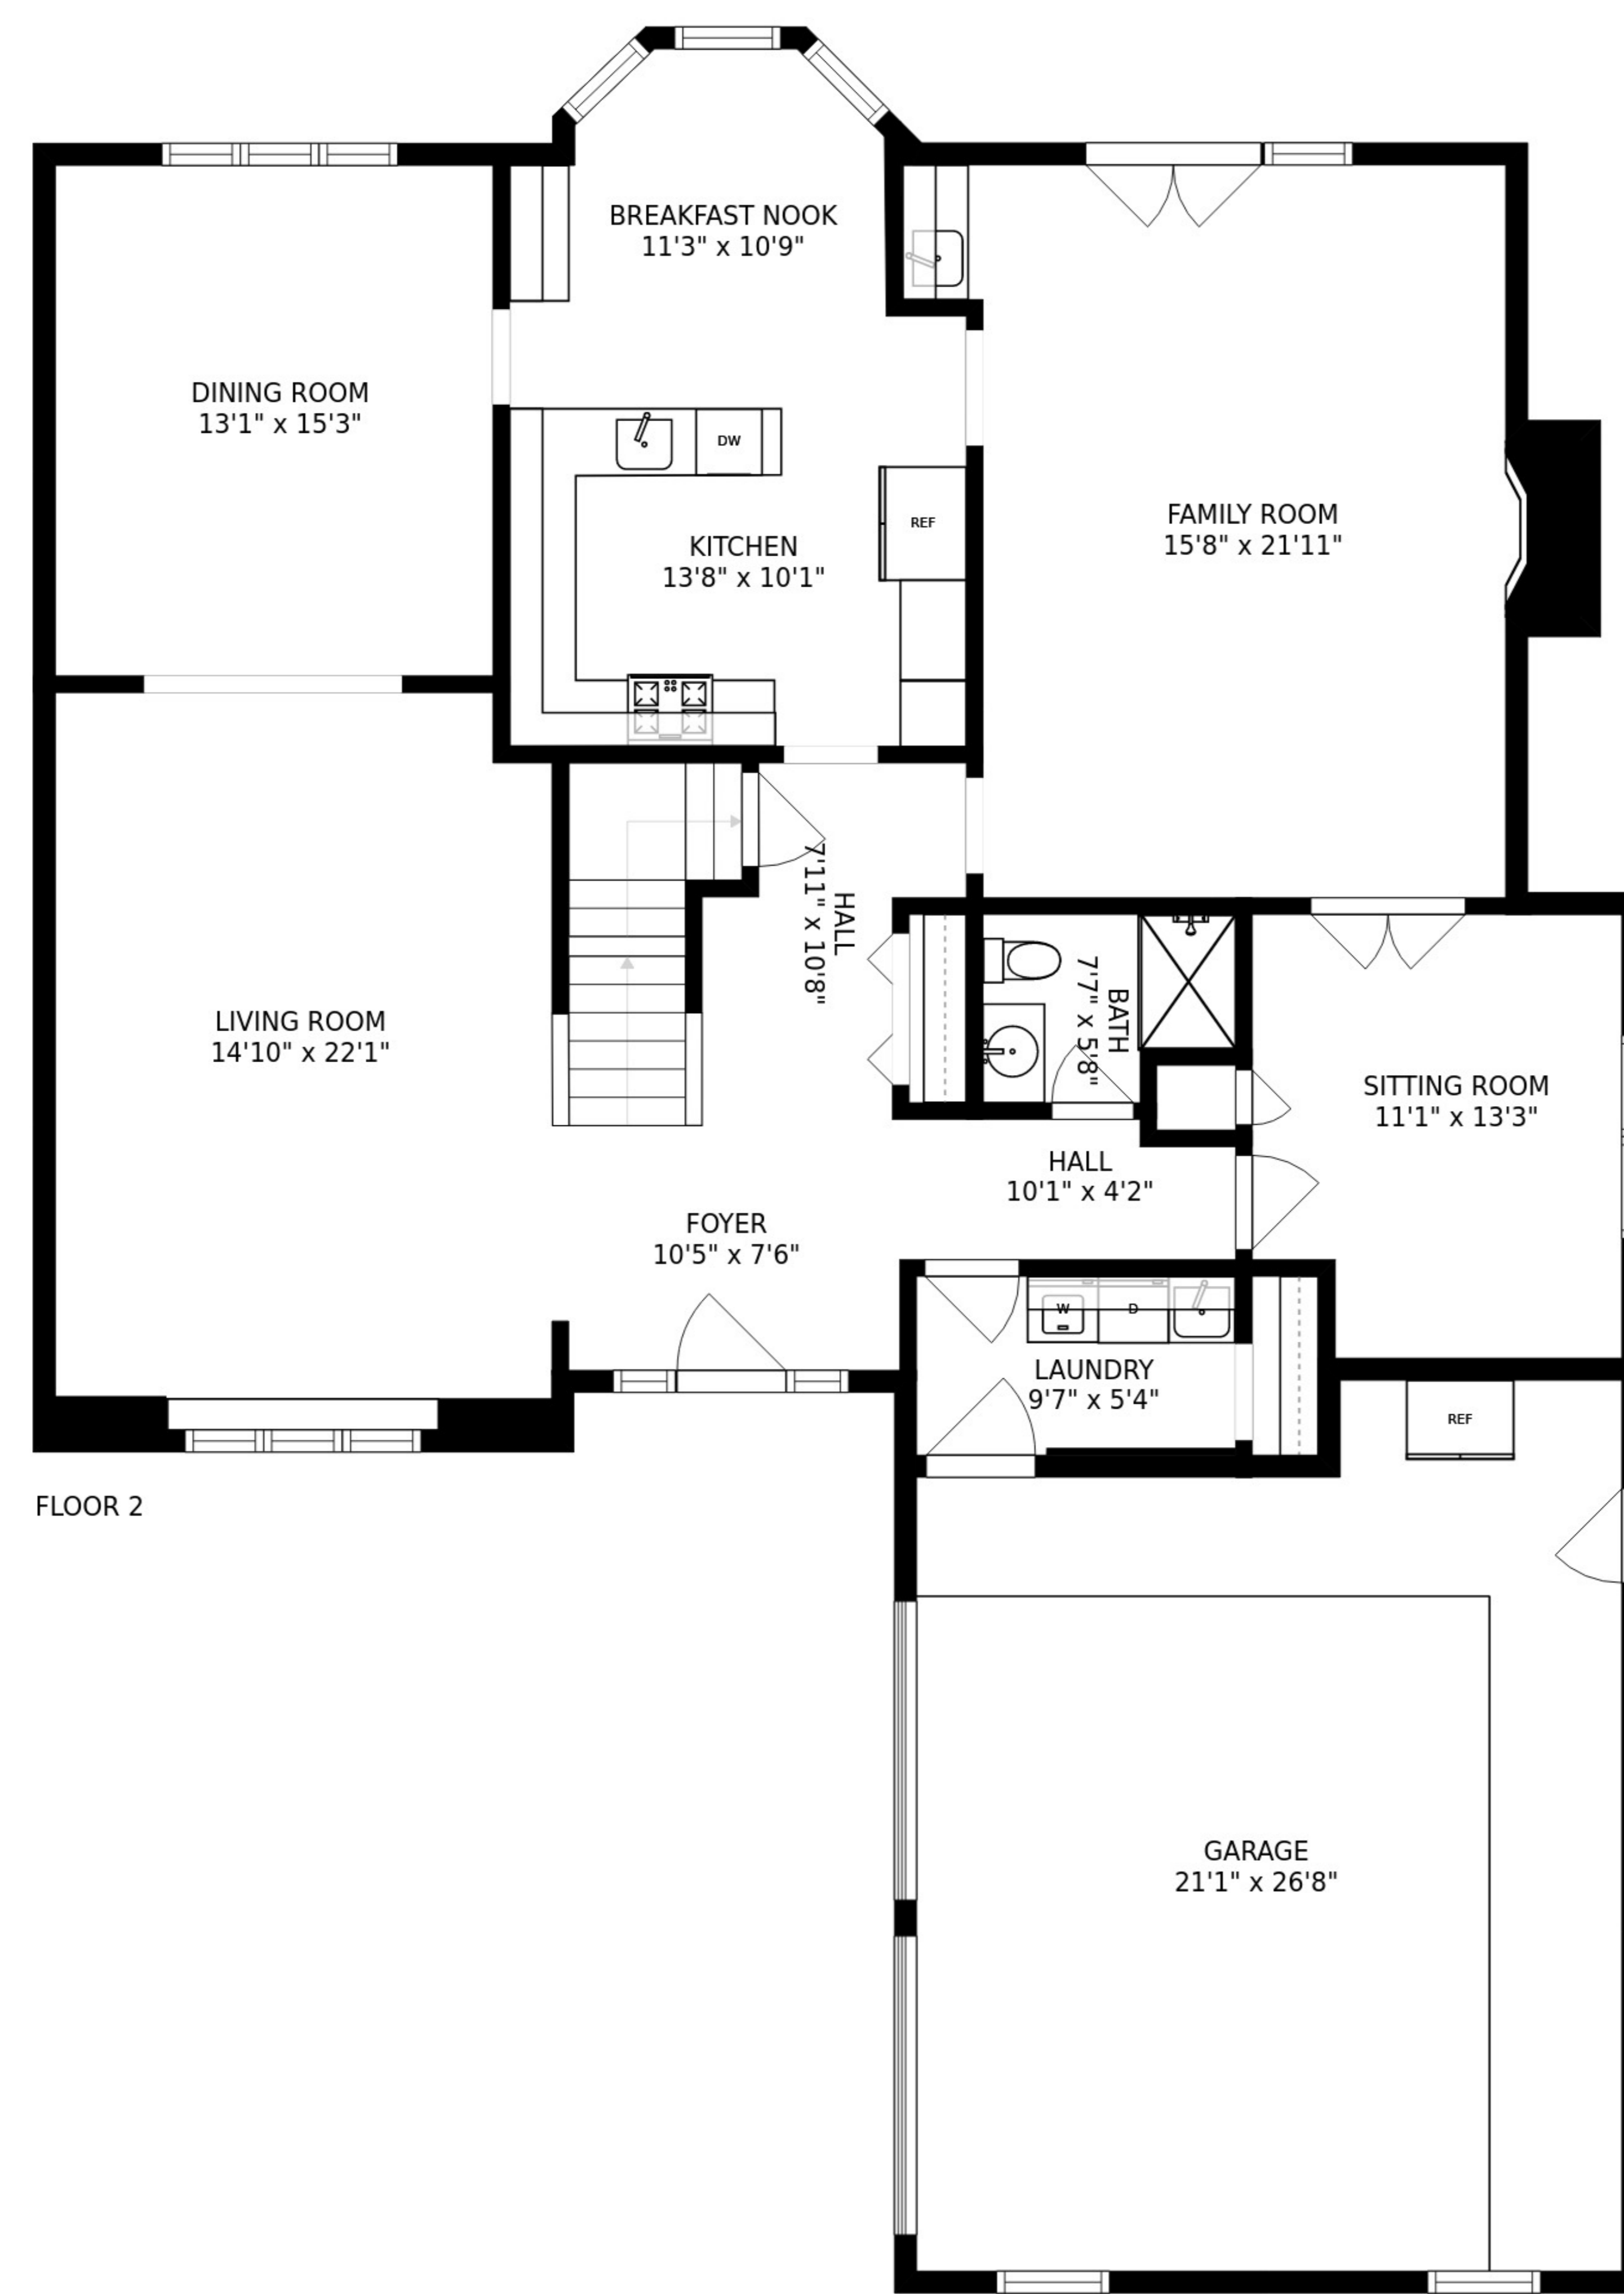 BREAKFAST NOOK
11'3" x 10'9"
DINING ROOM
13'1" x 15'3"
DW
KITCHEN
13'8" x 10'1"
REF
FAMILY ROOM
15'8" x 21'11"
HALL
7'11" x 10'8"
BATH
7'7" x 5'8"
LIVING ROOM
14'10" x 22'1"
SITTING ROOM
11'1" x 13'3"
HALL
10'1" x 4'2"
FOYER
10'5" x 7'6"
W
D
LAUNDRY
9'7" x 5'4"
REF
FLOOR 2
GARAGE
21'1" x 26'8"